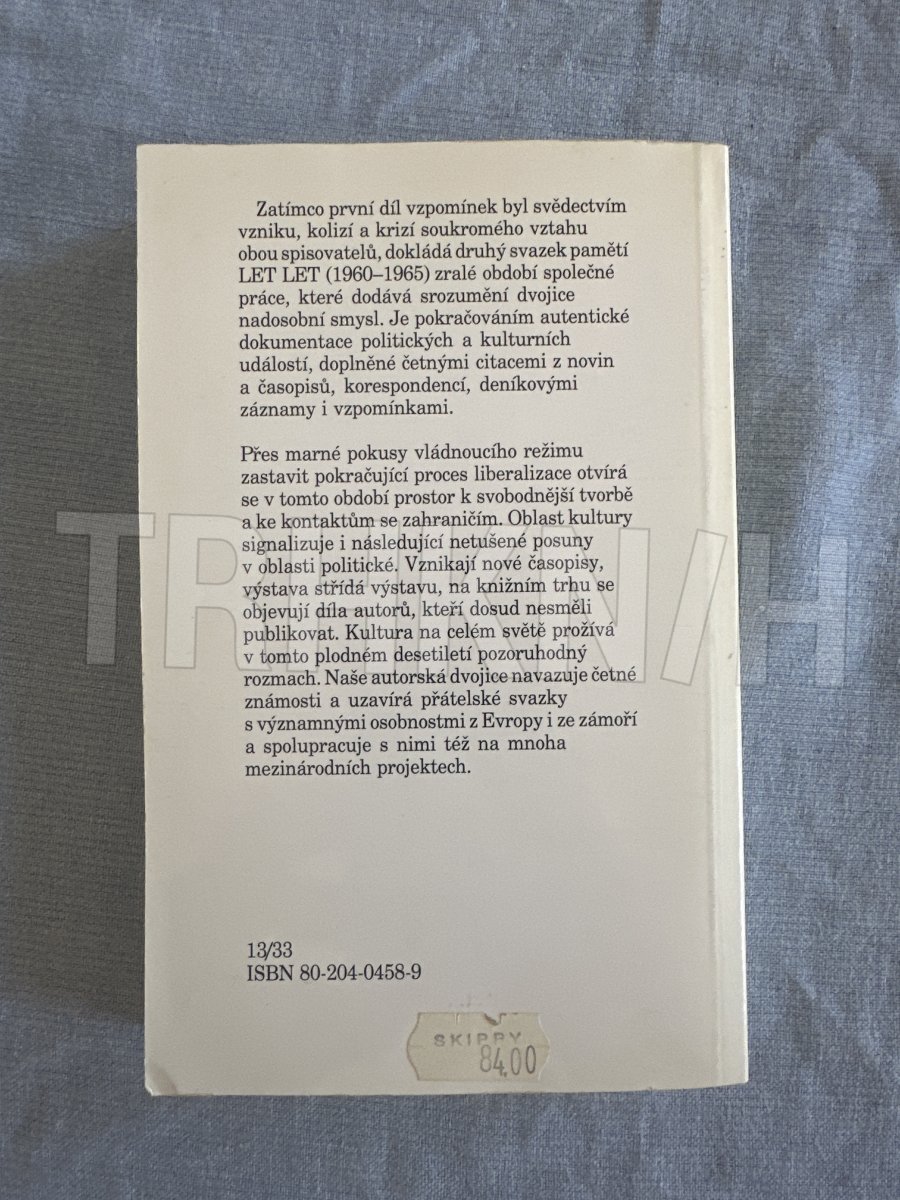 Zatímco první díl vzpomínek byl svědectvím
vzniku, kolizí a krizí soukromého vztahu
obou spisovatelů, dokládá druhý svazek pamětí
LET LET (1960–1965) zralé období společné
práce, které dodává srozumění dvojice
nadosobní smysl. Je pokračováním autentické
dokumentace politických a kulturních
událostí, doplněné četnými citacemi z novin
a časopisů, korespondencí, deníkovými
záznamy i vzpomínkami.
Přes marné pokusy vládnoucího režimu
zastavit pokračující proces liberalizace otvírá
se v tomto období prostor k svobodnější tvorbě
a ke kontaktům se zahraničím. Oblast kultury
signalizuje i následující netušené posuny
v oblasti politické. Vznikají nové časopisy,
výstava střídá výstavu, na knižním trhu se
objevují díla autorů, kteří dosud nesměli
publikovat. Kultura na celém světě prožívá
v tomto plodném desetiletí pozoruhodný
rozmach. Naše autorská dvojice navazuje četné
známosti a uzavírá přátelské svazky
s významnými osobnostmi z Evropy i ze zámoří
a spolupracuje s nimi též na mnoha
mezinárodních projektech.
TRHKNIH
13/33
ISBN 80-204-0458-9
SKIPPY
84,00